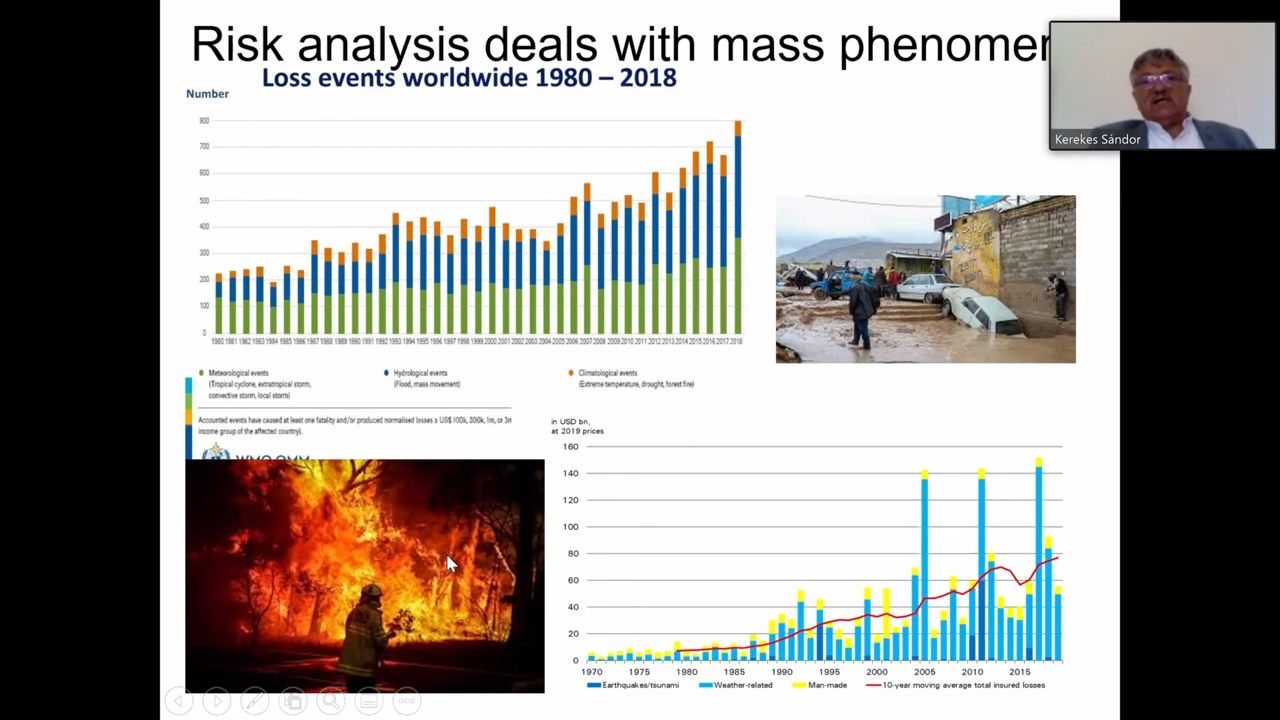 Risk analysis deals with mass phenomen
Loss events worldwide 1980 – 2018
Number
Kerekes Sándor
800
700
600
500
400
300
200
100
0
1980 1981 1982 1983 1984 1985 1986 1987 1988 1989 1990 1991 1992 1993 1994 1995 1996 1997 1998 1999 2000 2001 2002 2003 2004 2005 2006 2007 2008 2009 2010 2011 2012 2013 2014 2015 2016 2017 2018
Meteorological events
(Tropical cyclone, extratropical storm,
convective storm, local storm)
Hydrological events
(Flood, mass movement)
Climatological events
(Extreme temperature, drought, forest fire)
Accounted events have caused at least one fatality and/or produced normalised losses ≥ US$ 100k, 300k, 1m, or 3m
income group of the affected country).
WMO OMM
in USD bn,
at 2019 prices
160
140
120
100
80
60
40
20
0
1970 1975 1980 1985 1990 1995 2000 2005 2010 2015
Earthquakes/tsunami Weather-related Man-made 10-year moving average total insured losses